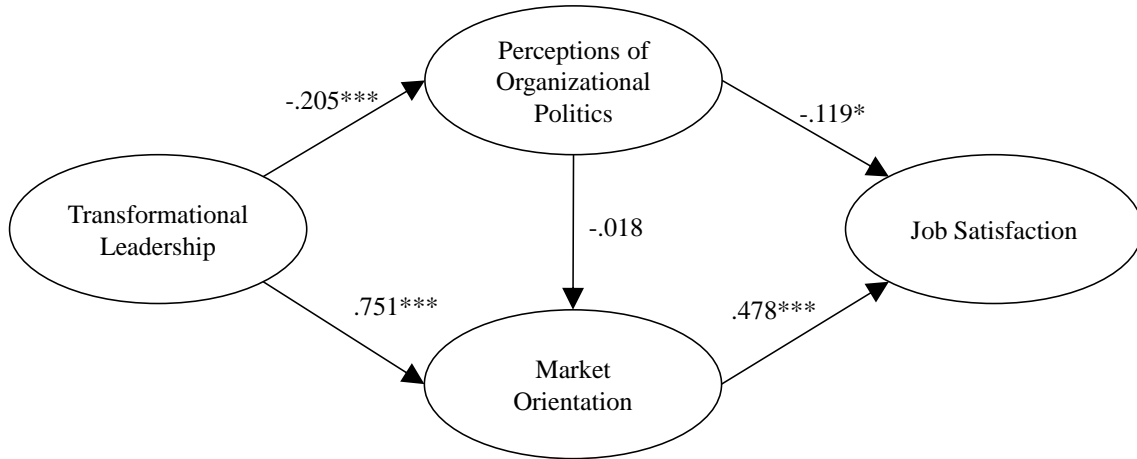 Perceptions of
Organizational
Politics
-.205***
-.119*
Transformational
Leadership
-.018
Job Satisfaction
.751***
.478***
Market
Orientation